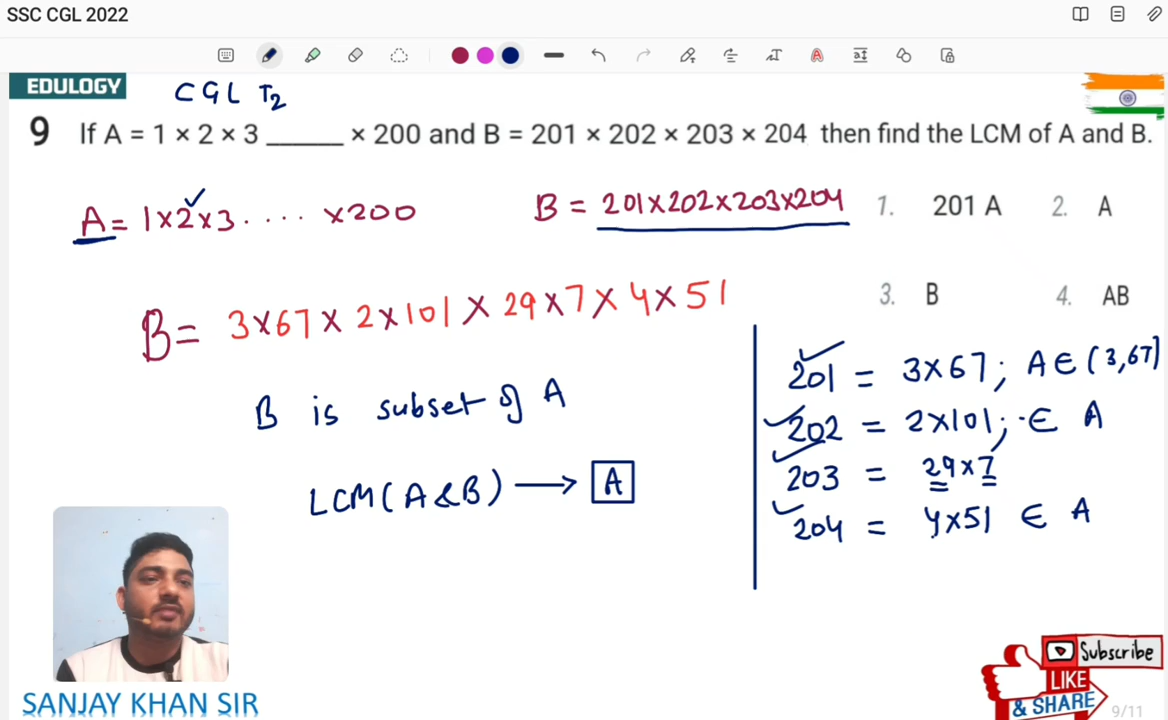 SSC CGL 2022
EDULOGY
CGL T2
9 If A = 1 × 2 × 3 ______ × 200 and B = 201 × 202 × 203 × 204 then find the LCM of A and B.
A = 1×2×3 . . . . ×200
B = 201×202×203×204
1. 201 A 2. A
3. B 4. AB
B = 3×67 × 2×101 × 29×7 × 4×51
B is subset of A
LCM(A&B) → A
201 = 3×67; A∈(3,67)
202 = 2×101; ∈ A
203 = 29×7
204 = 4×51 ∈ A
SANJAY KHAN SIR
Subscribe
LIKE
& SHARE
9/11